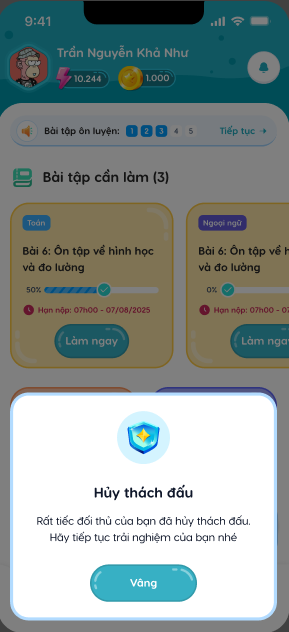 9:41
Trần Nguyễn Khả Như
10.244
1.000
Bài tập ôn luyện: 1 2 3 4 5 Tiếp tục →
Bài tập cần làm (3)
Toán
Bài 6: Ôn tập về hình học
và đo lường
50%
Hạn nộp: 07h00 - 07/08/2025
Làm ngay
Ngoại ngữ
Bài 6: Ôn tập về h
và đo lường
0%
Hạn nộp: 07h00 - 07
Làm ngay
Hủy thách đấu
Rất tiếc đối thủ của bạn đã hủy thách đấu.
Hãy tiếp tục trải nghiệm của bạn nhé
Vâng